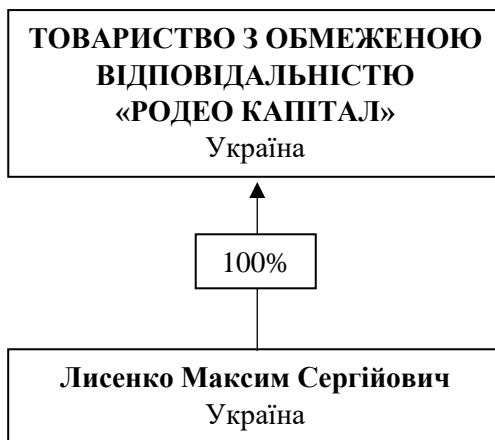 ТОВАРИСТВО З ОБМЕЖЕНОЮ
ВІДПОВІДАЛЬНІСТЮ
«РОДЕО КАПІТАЛ»
Україна
100%
Лисенко Максим Сергійович
Україна